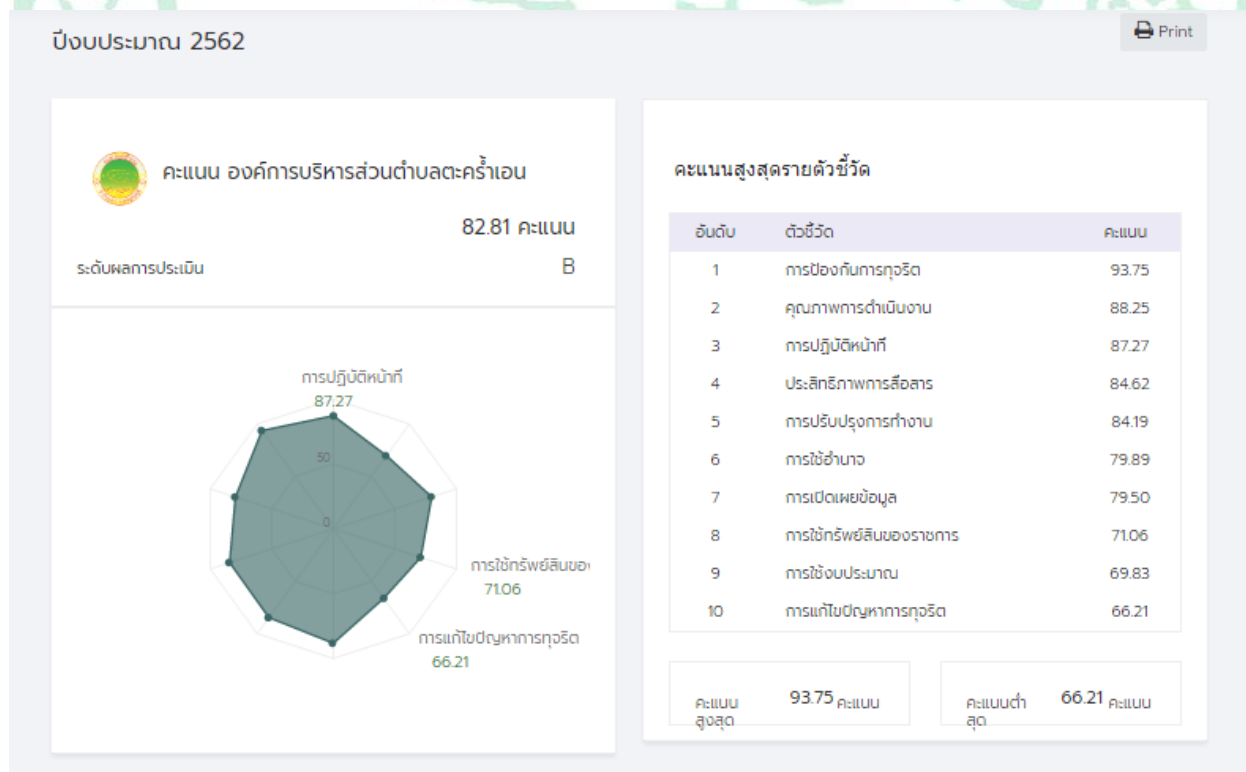 ปีงบประมาณ 2562
Print
คะแนน องค์การบริหารส่วนตำบลตะคร้ำเอน
82.81 คะแนน
ระดับผลการประเมิน B
การปฏิบัติหน้าที่
87.27
50
0
การใช้ทรัพย์สินขอ
71.06
การแก้ไขปัญหาการทุจริต
66.21
คะแนนสูงสุดรายตัวชี้วัด
อันดับ ตัวชี้วัด คะแนน
1 การป้องกันการทุจริต 93.75
2 คุณภาพการดำเนินงาน 88.25
3 การปฏิบัติหน้าที่ 87.27
4 ประสิทธิภาพการสื่อสาร 84.62
5 การปรับปรุงการทำงาน 84.19
6 การใช้อำนาจ 79.89
7 การเปิดเผยข้อมูล 79.50
8 การใช้ทรัพย์สินของราชการ 71.06
9 การใช้งบประมาณ 69.83
10 การแก้ไขปัญหาการทุจริต 66.21
คะแนนสูงสุด 93.75 คะแนน
คะแนนต่ำสุด 66.21 คะแนน